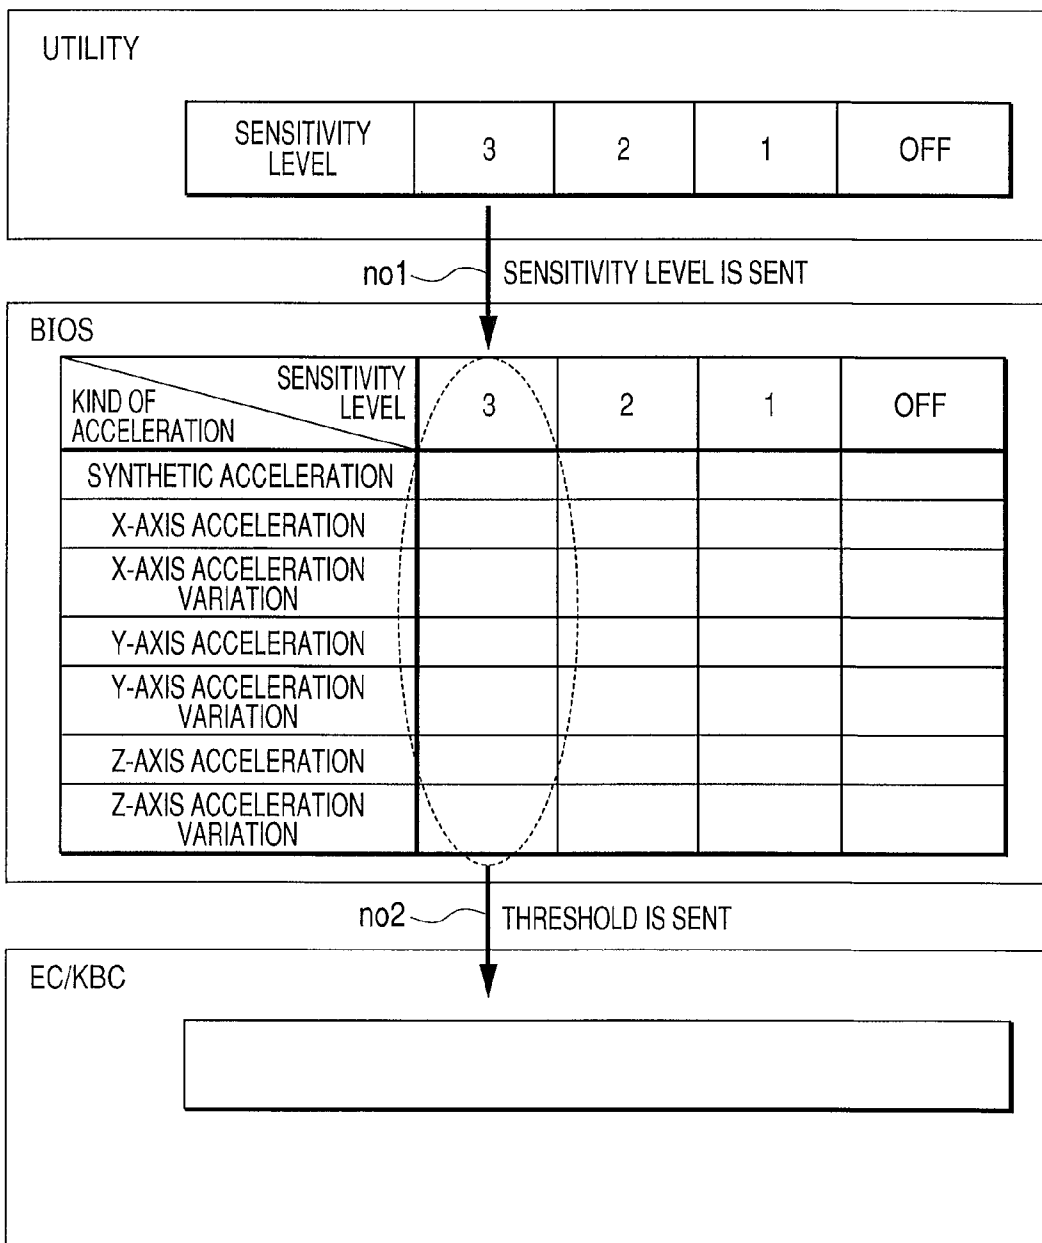 UTILITY
SENSITIVITY
LEVEL
3
2
1
OFF
no1
SENSITIVITY LEVEL IS SENT
BIOS
SENSITIVITY
LEVEL
KIND OF
ACCELERATION
3
2
1
OFF
SYNTHETIC ACCELERATION
X-AXIS ACCELERATION
X-AXIS ACCELERATION
VARIATION
Y-AXIS ACCELERATION
Y-AXIS ACCELERATION
VARIATION
Z-AXIS ACCELERATION
Z-AXIS ACCELERATION
VARIATION
no2
THRESHOLD IS SENT
EC/KBC